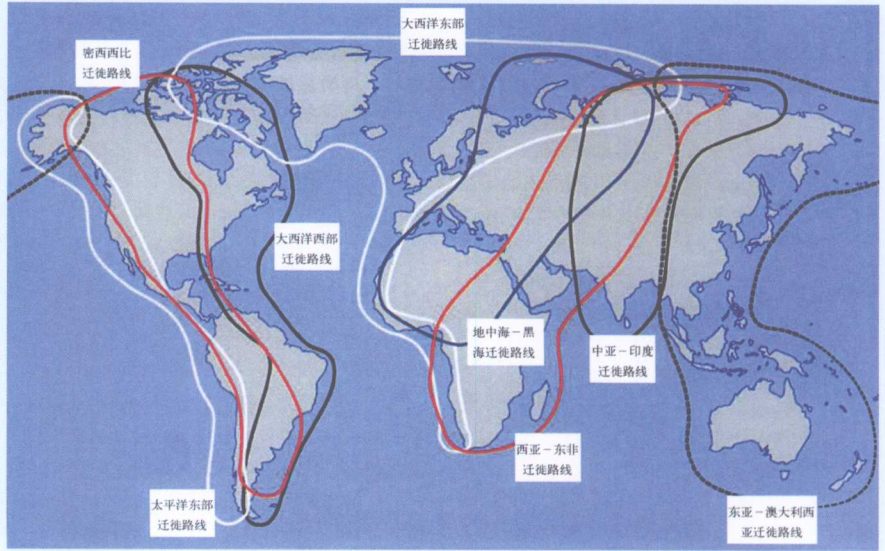 大西洋东部
迁徙路线
密西西比
迁徙路线
大西洋西部
迁徙路线
地中海－黑
海迁徙路线
中亚－印度
迁徙路线
西亚－东非
迁徙路线
太平洋东部
迁徙路线
东亚－澳大利西
亚迁徙路线